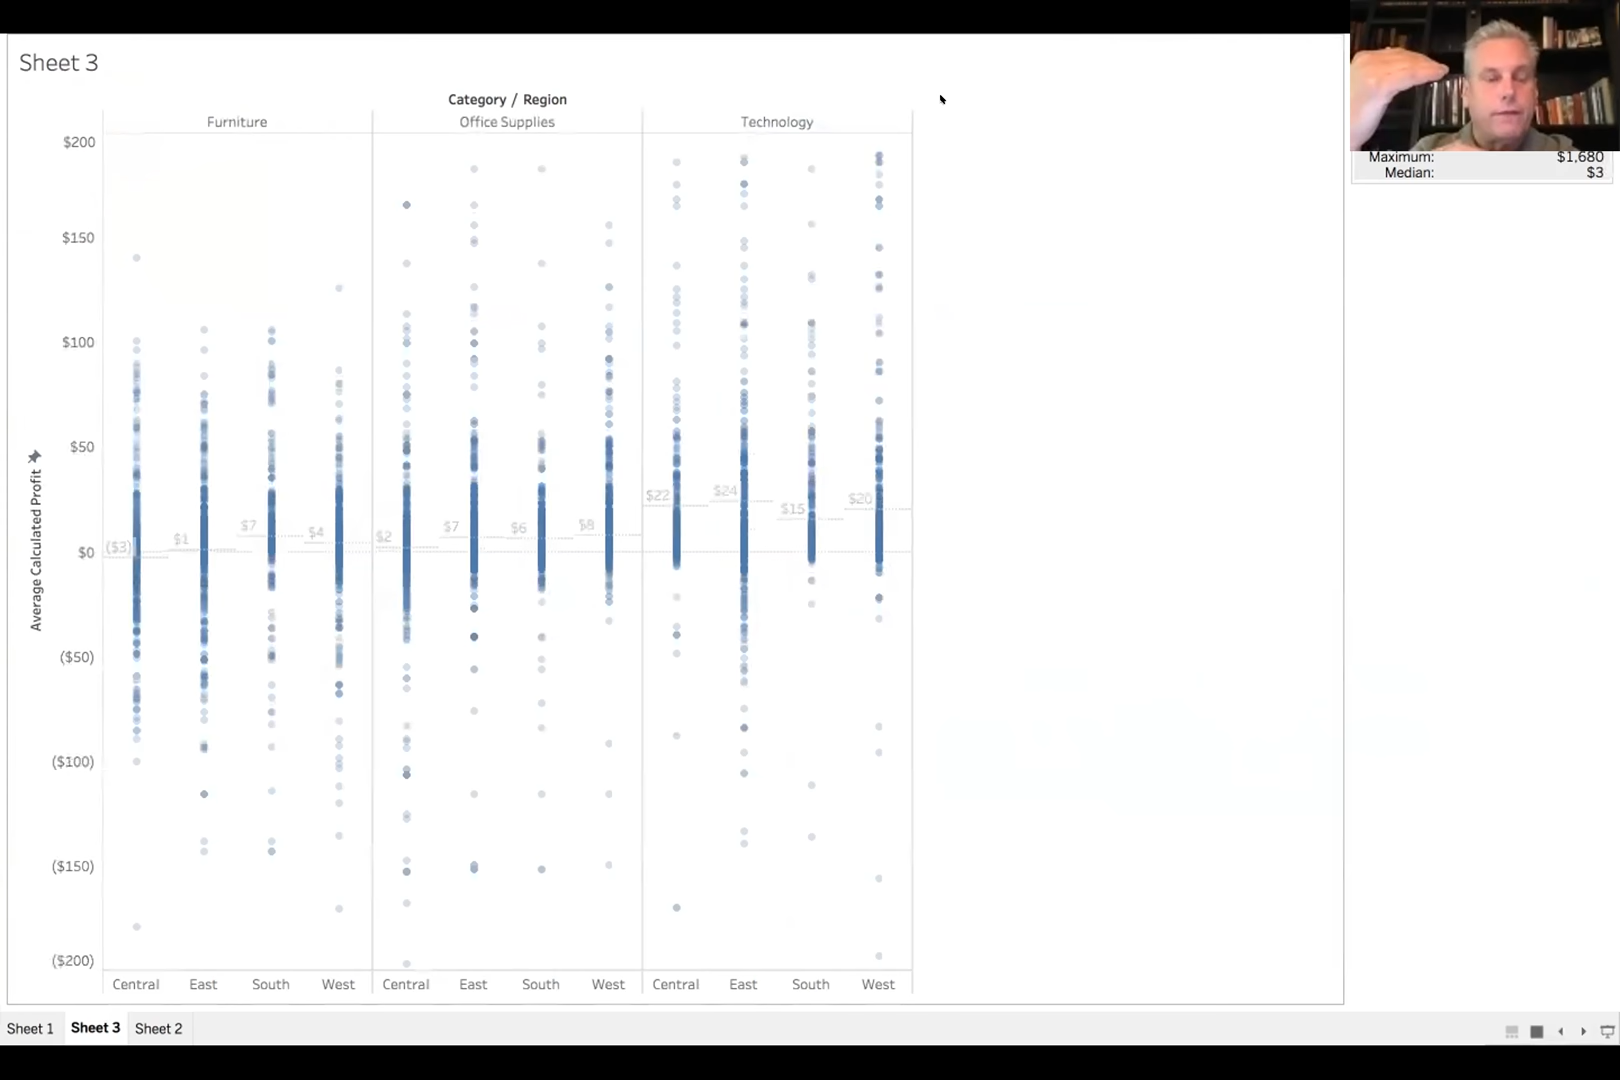 Sheet 3
Category / Region
Furniture Office Supplies Technology
Maximum: $1,680
Median: $3
Average Calculated Profit
$200
$150
$100
$50
$0
($50)
($100)
($150)
($200)
($3) $1 $7 $4 $2 $7 $6 $8 $22 $24 $15 $20
Central East South West Central East South West Central East South West
Sheet 1 Sheet 3 Sheet 2